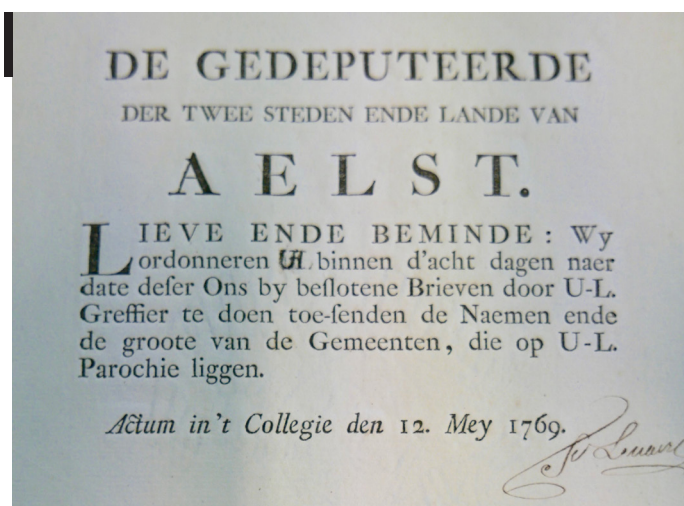 DE GEDEPUTEERDE
DER TWEE STEDEN ENDE LANDE VAN
AELST.
LIEVE ENDE BEMINDE: Wy
ordonneren UL binnen d'acht dagen naer
date deſer Ons by beſlotene Brieven door U-L.
Greffier te doen toe-ſenden de Naemen ende
de groote van de Gemeenten, die op U-L.
Parochie liggen.
Actum in't Collegie den 12. Mey 1769.